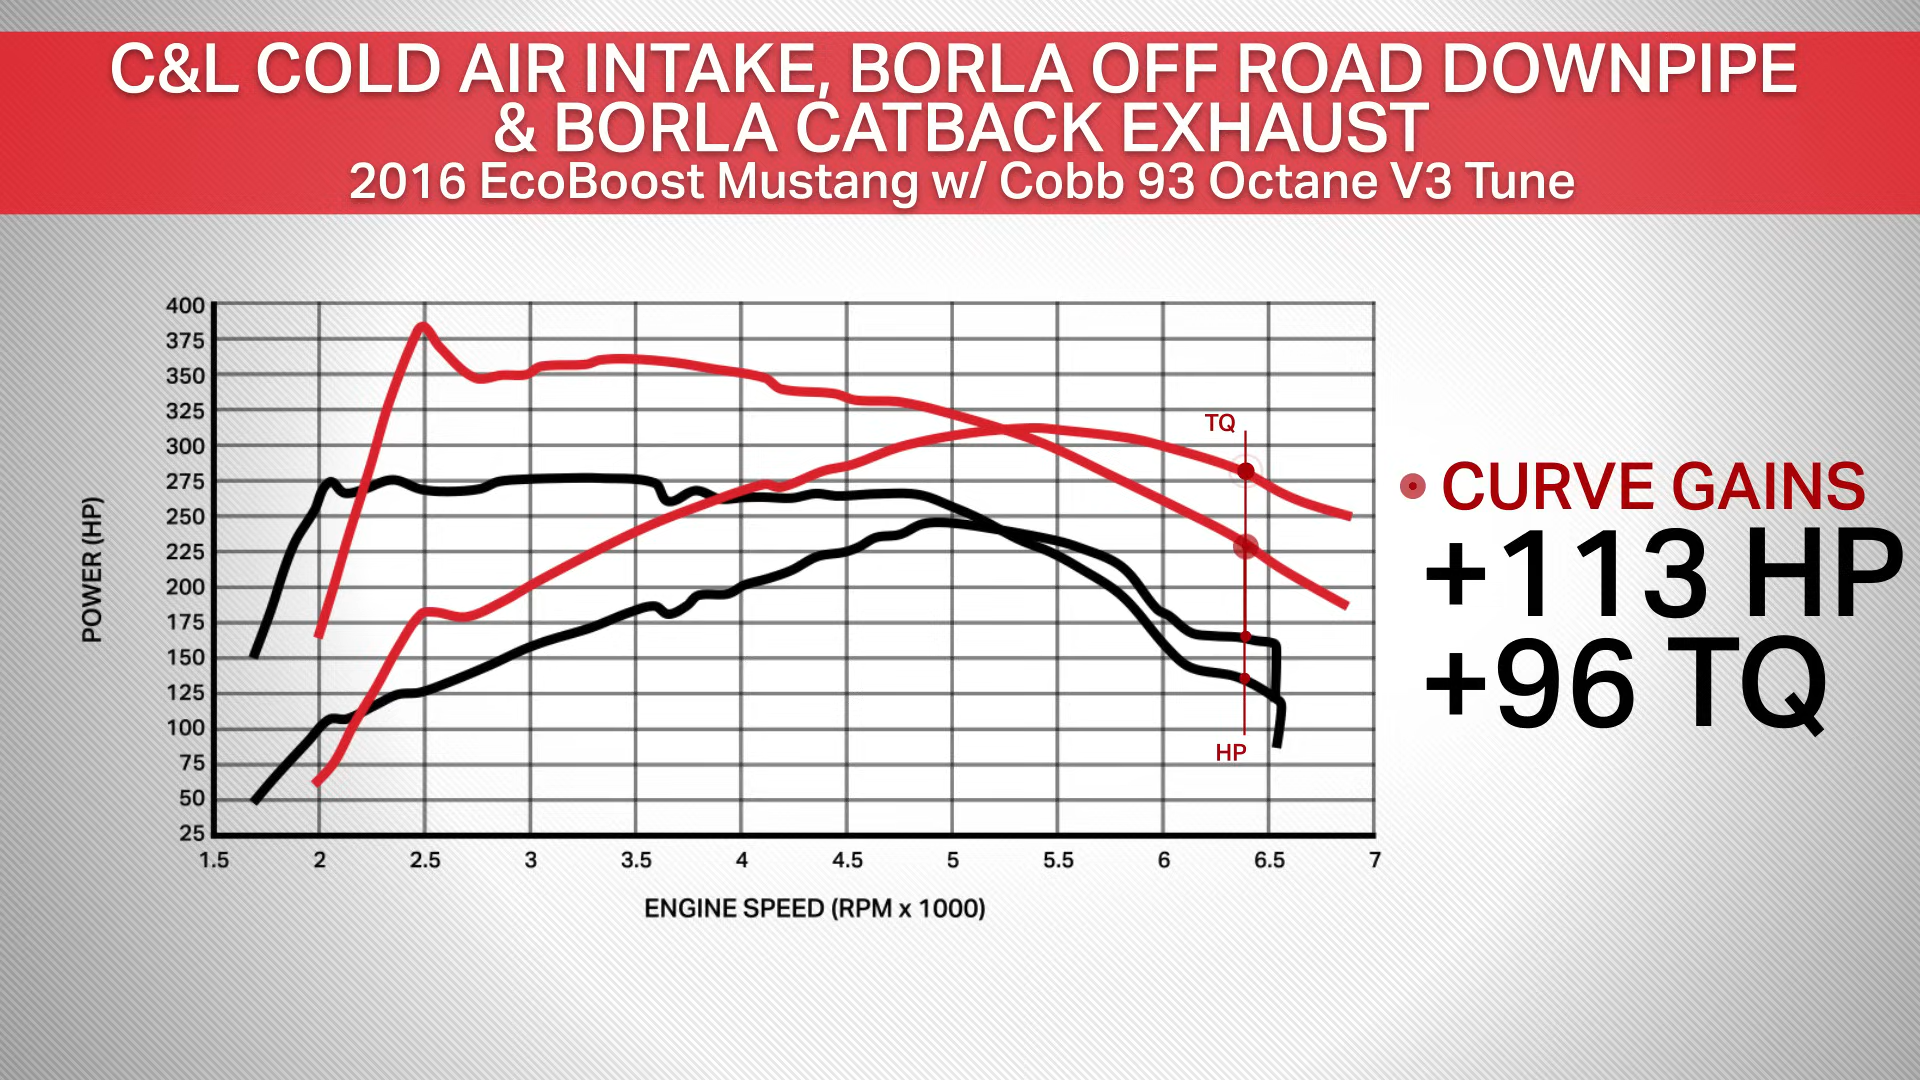 C&L COLD AIR INTAKE, BORLA OFF ROAD DOWNPIPE
& BORLA CATBACK EXHAUST
2016 EcoBoost Mustang w/ Cobb 93 Octane V3 Tune
POWER (HP)
400
375
350
325
300
275
250
225
200
175
150
125
100
75
50
25
1.5 2 2.5 3 3.5 4 4.5 5 5.5 6 6.5 7
ENGINE SPEED (RPM x 1000)
TQ
HP
CURVE GAINS
+113 HP
+96 TQ